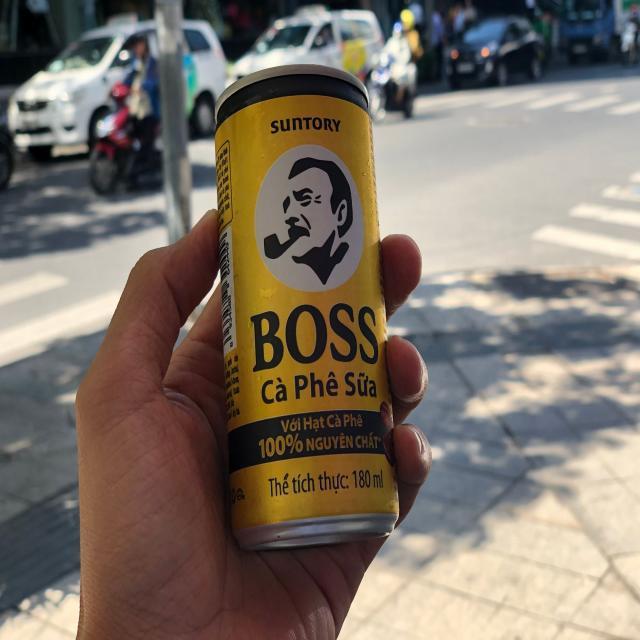 SUNTORY
BOSS
Cà Phê Sữa
Với Hạt Cà Phê
100% NGUYÊN CHẤT*
Thể tích thực: 180 ml